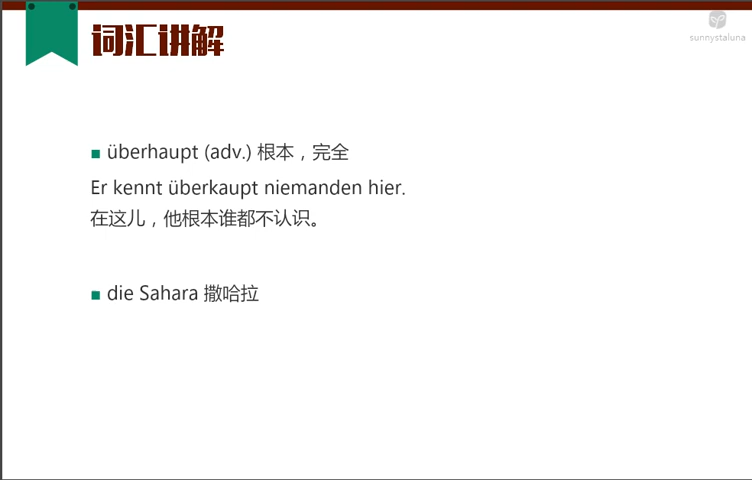 词汇讲解
sunnystaluna
■ überhaupt (adv.) 根本，完全
Er kennt überkaupt niemanden hier.
在这儿，他根本谁都不认识。
■ die Sahara 撒哈拉